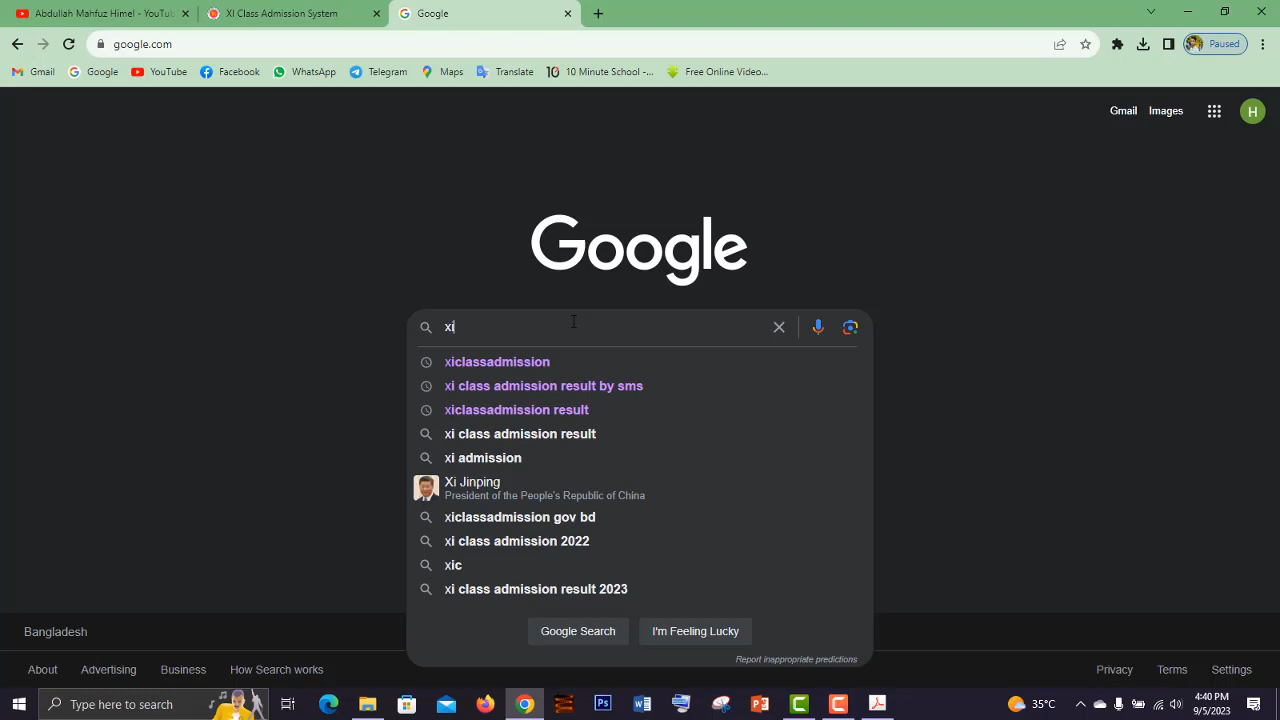 Abdullah Mahfuz Himel - YouTub
XI Class Admission System
Google
google.com
Paused
Gmail
Google
YouTube
Facebook
WhatsApp
Telegram
Maps
Translate
10 Minute School -...
Free Online Video...
Gmail Images
H
Google
xi
xiclassadmission
xi class admission result by sms
xiclassadmission result
xi class admission result
xi admission
Xi Jinping
President of the People's Republic of China
xiclassadmission gov bd
xi class admission 2022
xic
xi class admission result 2023
Google Search I'm Feeling Lucky
Report inappropriate predictions
Bangladesh
About Advertising Business How Search works Privacy Terms Settings
Type here to search
35°C
4:40 PM
9/5/2023